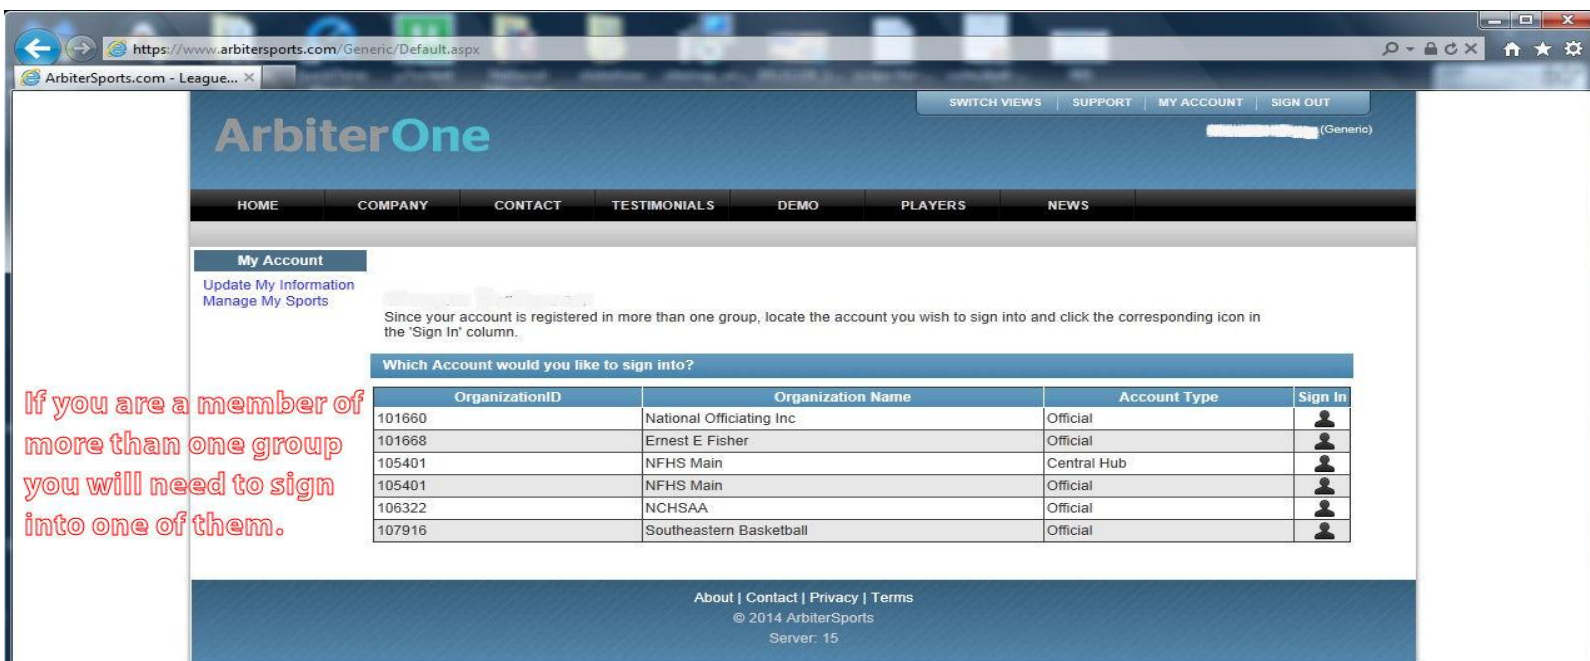 https://www.arbitersports.com/Generic/Default.aspx
ArbiterSports.com - League...
SWITCH VIEWS | SUPPORT | MY ACCOUNT | SIGN OUT
ArbiterOne
(Generic)
HOME COMPANY CONTACT TESTIMONIALS DEMO PLAYERS NEWS
My Account
Update My Information
Manage My Sports
Since your account is registered in more than one group, locate the account you wish to sign into and click the corresponding icon in
the 'Sign In' column.
Which Account would you like to sign into?
If you are a member of
more than one group
you will need to sign
into one of them.
OrganizationID Organization Name Account Type Sign In
101660 National Officiating Inc Official
101668 Ernest E Fisher Official
105401 NFHS Main Central Hub
105401 NFHS Main Official
106322 NCHSAA Official
107916 Southeastern Basketball Official
About | Contact | Privacy | Terms
© 2014 ArbiterSports
Server: 15